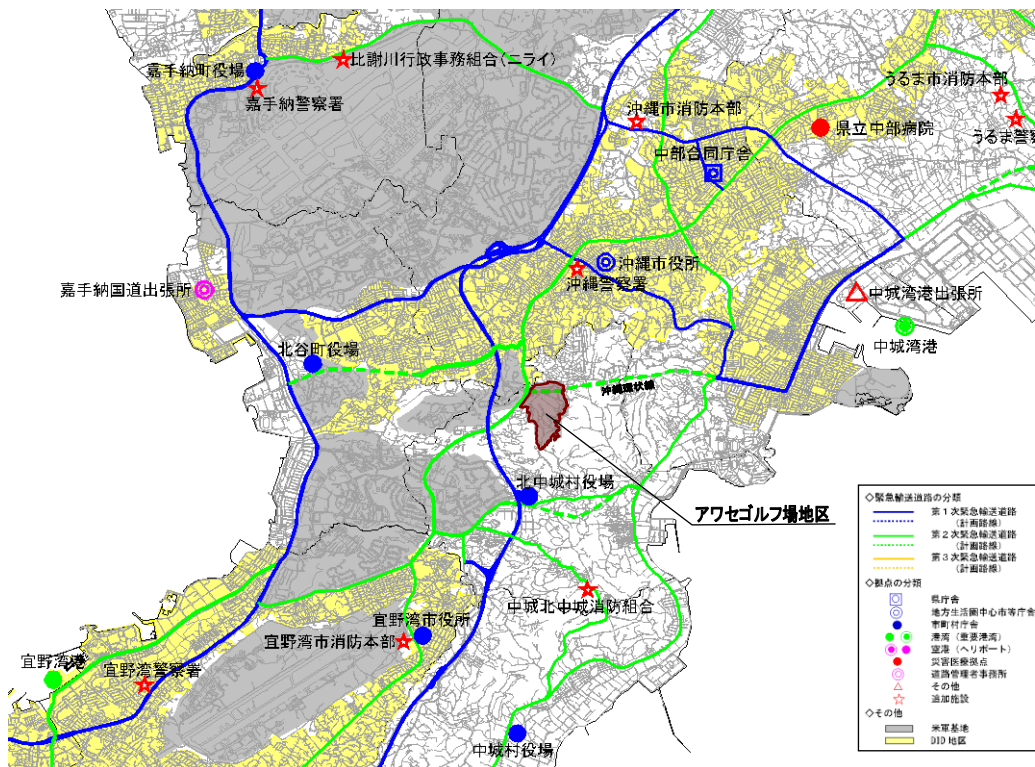 比謝川行政事務組合(ニライ)
嘉手納町役場
嘉手納警察署
沖縄市消防本部
うるま市消防本部
県立中部病院
うるま警察
中部合同庁舎
沖縄市役所
沖縄警察署
嘉手納国道出張所
中城湾港出張所
中城湾港
北谷町役場
沖縄環状線
北中城村役場
アワセゴルフ場地区
中城北中城消防組合
宜野湾市役所
宜野湾市消防本部
宜野湾港
宜野湾警察署
中城村役場
◇緊急輸送道路の分類
第1次緊急輸送道路
(計画路線)
第2次緊急輸送道路
(計画路線)
第3次緊急輸送道路
(計画路線)
◇拠点の分類
県庁舎
地方生活圏中心市等庁舎
市町村庁舎
港湾(重要港湾)
空港(ヘリポート)
災害医療拠点
道路管理者事務所
その他
追加施設
◇その他
米軍基地
DID地区